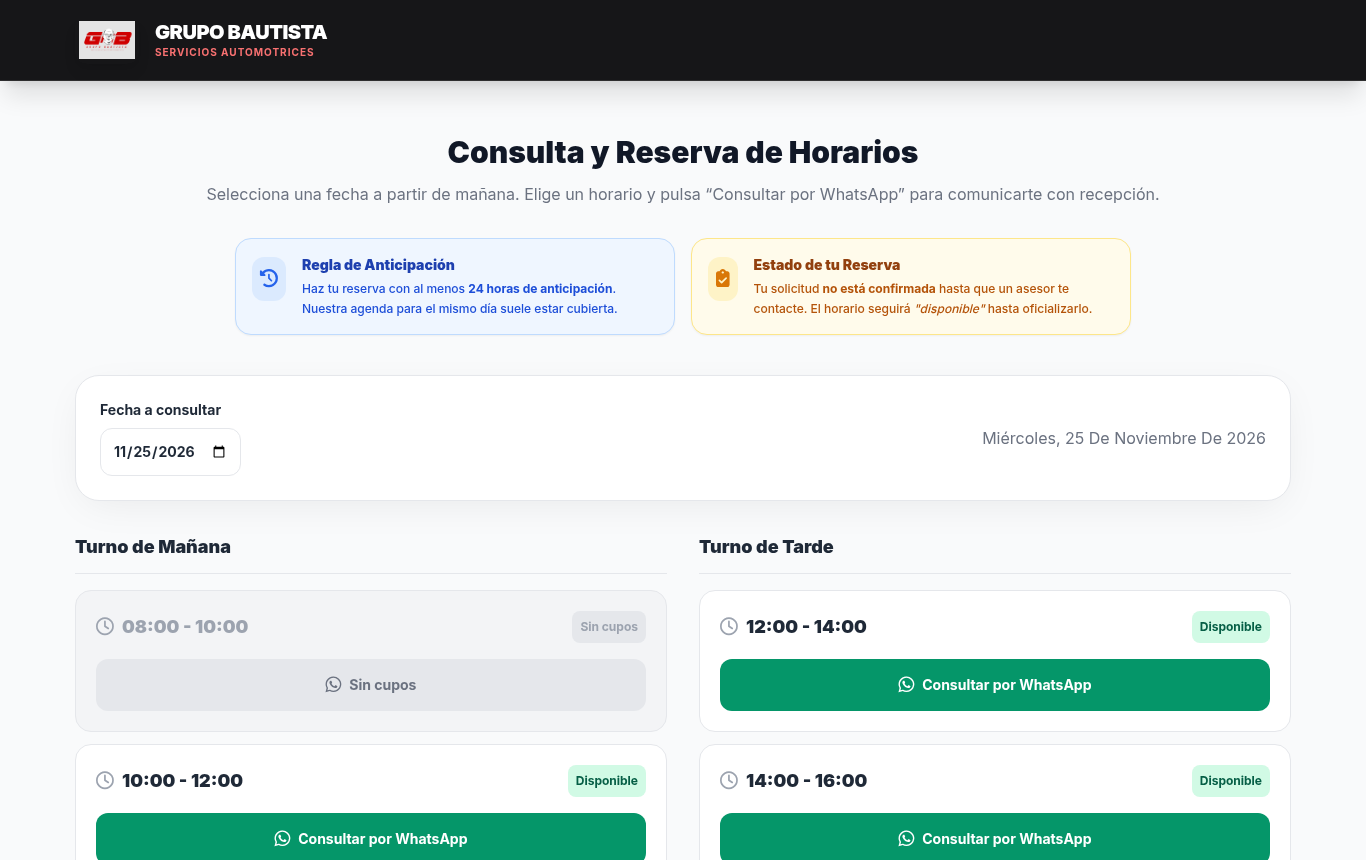 GB
GRUPO BAUTISTA
SERVICIOS AUTOMOTRICES
Consulta y Reserva de Horarios
Selecciona una fecha a partir de mañana. Elige un horario y pulsa “Consultar por WhatsApp” para comunicarte con recepción.
Regla de Anticipación
Haz tu reserva con al menos 24 horas de anticipación.
Nuestra agenda para el mismo día suele estar cubierta.
Estado de tu Reserva
Tu solicitud no está confirmada hasta que un asesor te
contacte. El horario seguirá "disponible" hasta oficializarlo.
Fecha a consultar
11/25/2026
Miércoles, 25 De Noviembre De 2026
Turno de Mañana
08:00 - 10:00
Sin cupos
Sin cupos
10:00 - 12:00
Disponible
Consultar por WhatsApp
Turno de Tarde
12:00 - 14:00
Disponible
Consultar por WhatsApp
14:00 - 16:00
Disponible
Consultar por WhatsApp